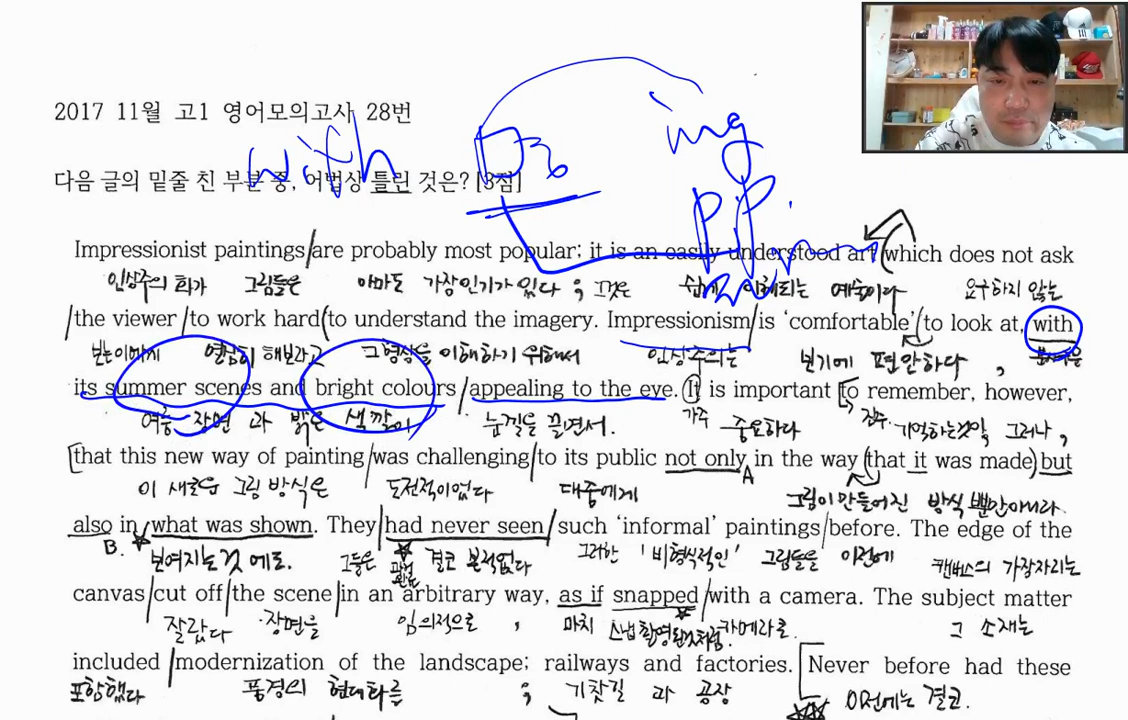 2017 11월 고1 영어모의고사 28번
with
D3 ing
다음 글의 밑줄 친 부분 중, 어법상 틀린 것은? [3점]
p.p.
Impressionist paintings/are probably most popular; it is an easily understood art which does not ask
인상주의 화가 그림들은 아마도 가장인기가 있다 ; 그것은 쉽게 이해되는 예술이다 요구하지 않는
/the viewer/to work hard(to understand the imagery. Impressionism/is ‘comfortable’(to look at, with
보는이에게 열심히 해보라고 그형상을 이해하기 위해서 인상주의는 보기에 편안하다 ,
its summer scenes and bright colours/appealing to the eye. It is important [to remember, however,
여름 장면 과 밝은 색깔이 눈길을 끌면서. 가주 중요하다 진주 기억하는것이, 그러나,
[that this new way of painting/was challenging/to its public not only in the way (that it was made) but
이 새로운 그림 방식은 도전적이었다 대중에게 A 그림이만들어진 방식 뿐만아니라.
also in what was shown. They/had never seen/such ‘informal’ paintings/before. The edge of the
B. 보여지는것 에도. 그들은 과거완료 결코 본적없다 그러한 '비형식적인' 그림들을 이전에 캔버스의 가장자리는
canvas/cut off/the scene/in an arbitrary way, as if snapped/with a camera. The subject matter
잘랐다 장면을 임의적으로 , 마치 스냅촬영된것처럼 카메라로. 그 소재는
included/modernization of the landscape; railways and factories. Never before had these
포함했다 풍경의 현대화를 ; 기찻길 과 공장 이전에는 결코.